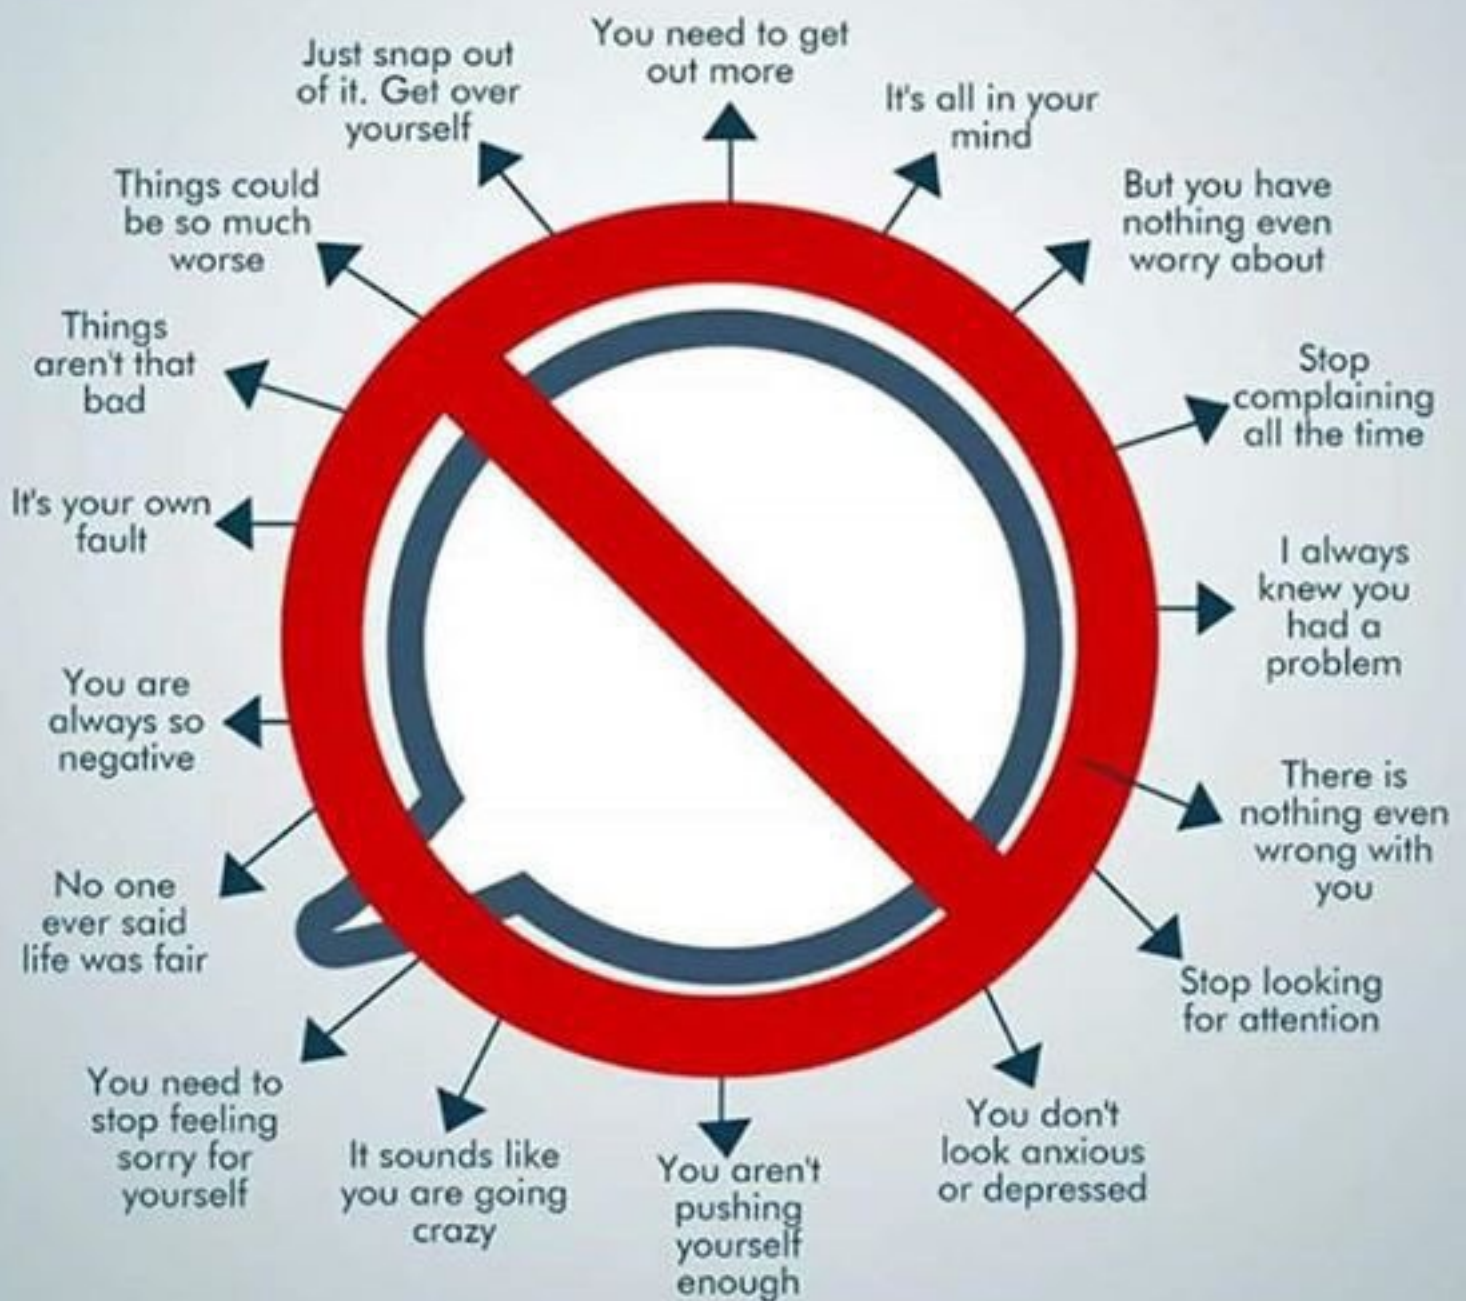 You need to get
out more
It's all in your
mind
But you have
nothing even
worry about
Stop
complaining
all the time
I always
knew you
had a
problem
There is
nothing even
wrong with
you
Stop looking
for attention
You don't
look anxious
or depressed
You aren't
pushing
yourself
enough
It sounds like
you are going
crazy
You need to
stop feeling
sorry for
yourself
No one
ever said
life was fair
You are
always so
negative
It's your own
fault
Things
aren't that
bad
Things could
be so much
worse
Just snap out
of it. Get over
yourself